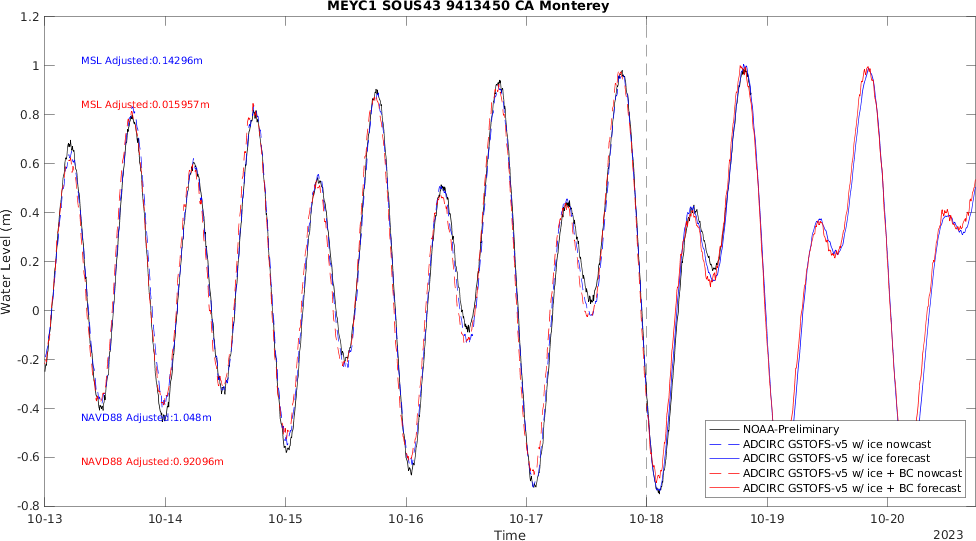 MEYC1 SOUS43 9413450 CA Monterey
1.2
1
0.8
0.6
0.4
0.2
0
-0.2
-0.4
-0.6
-0.8
Water Level (m)
MSL Adjusted:0.14296m
MSL Adjusted:0.015957m
NAVD88 Adjusted:1.048m
NAVD88 Adjusted:0.92096m
NOAA-Preliminary
ADCIRC GSTOFS-v5 w/ ice nowcast
ADCIRC GSTOFS-v5 w/ ice forecast
ADCIRC GSTOFS-v5 w/ ice + BC nowcast
ADCIRC GSTOFS-v5 w/ ice + BC forecast
10-13 10-14 10-15 10-16 10-17 10-18 10-19 10-20
Time
2023